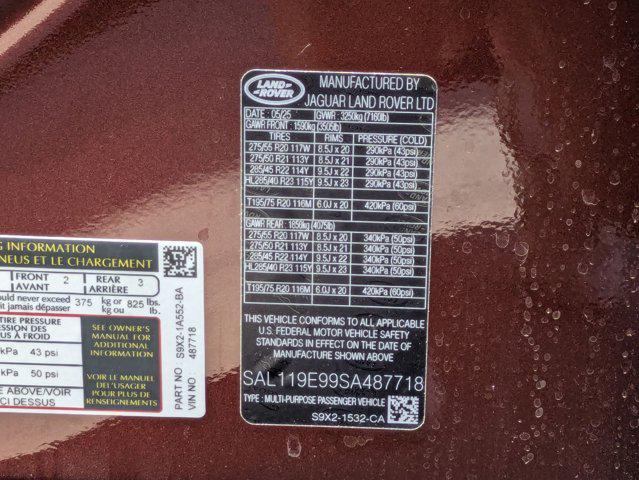 LAND
ROVER
MANUFACTURED BY
JAGUAR LAND ROVER LTD
DATE : 05/25 GVWR : 3250kg (7160lb)
GAWR FRONT : 1590kg (3505lb)
TIRES RIMS PRESSURE (COLD)
275/55 R20 117W 8.5J x 20 290kPa (43psi)
275/50 R21 113Y 8.5J x 21 290kPa (43psi)
285/45 R22 114Y 9.5J x 22 290kPa (43psi)
HL285/40 R23 115Y 9.5J x 23 290kPa (43psi)
T195/75 R20 116M 6.0J x 20 420kPa (60psi)
GAWR REAR : 1850kg (4075lb)
275/55 R20 117W 8.5J x 20 340kPa (50psi)
275/50 R21 113Y 8.5J x 21 340kPa (50psi)
285/45 R22 114Y 9.5J x 22 340kPa (50psi)
HL285/40 R23 115Y 9.5J x 23 340kPa (50psi)
T195/75 R20 116M 6.0J x 20 420kPa (60psi)
THIS VEHICLE CONFORMS TO ALL APPLICABLE
U.S. FEDERAL MOTOR VEHICLE SAFETY
STANDARDS IN EFFECT ON THE DATE OF
MANUFACTURE SHOWN ABOVE
SAL119E99SA487718
TYPE : MULTI-PURPOSE PASSENGER VEHICLE
S9X2-1532-CA
G INFORMATION
NEUS ET LE CHARGEMENT
FRONT 2 REAR 3
AVANT ARRIÈRE
ould never exceed 375 kg or 825 lbs.
it jamais dépasser kg ou lb.
TIRE PRESSURE
ESSION DES
US À FROID
kPa 43 psi
kPa 50 psi
E ABOVE/VOIR
CI DESSUS
SEE OWNER'S
MANUAL FOR
ADDITIONAL
INFORMATION
VOIR LE MANUEL
DE L'USAGER
POUR PLUS DE
RENSEIGNEMENTS
PART NO: S9X2-1A552-BA
VIN NO: 487718